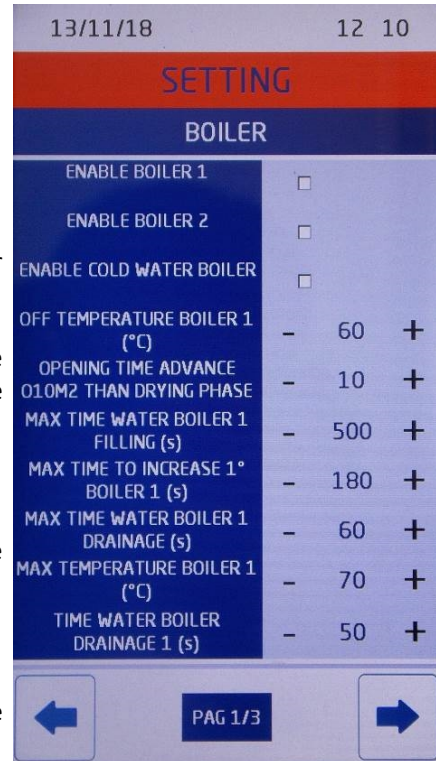 13/11/18 12 10
SETTING
BOILER
ENABLE BOILER 1
ENABLE BOILER 2
ENABLE COLD WATER BOILER
OFF TEMPERATURE BOILER 1
(°C)
- 60 +
OPENING TIME ADVANCE
O10M2 THAN DRYING PHASE
- 10 +
MAX TIME WATER BOILER 1
FILLING (s)
- 500 +
MAX TIME TO INCREASE 1°
BOILER 1 (s)
- 180 +
MAX TIME WATER BOILER 1
DRAINAGE (s)
- 60 +
MAX TEMPERATURE BOILER 1
(°C)
- 70 +
TIME WATER BOILER
DRAINAGE 1 (s)
- 50 +
PAG 1/3